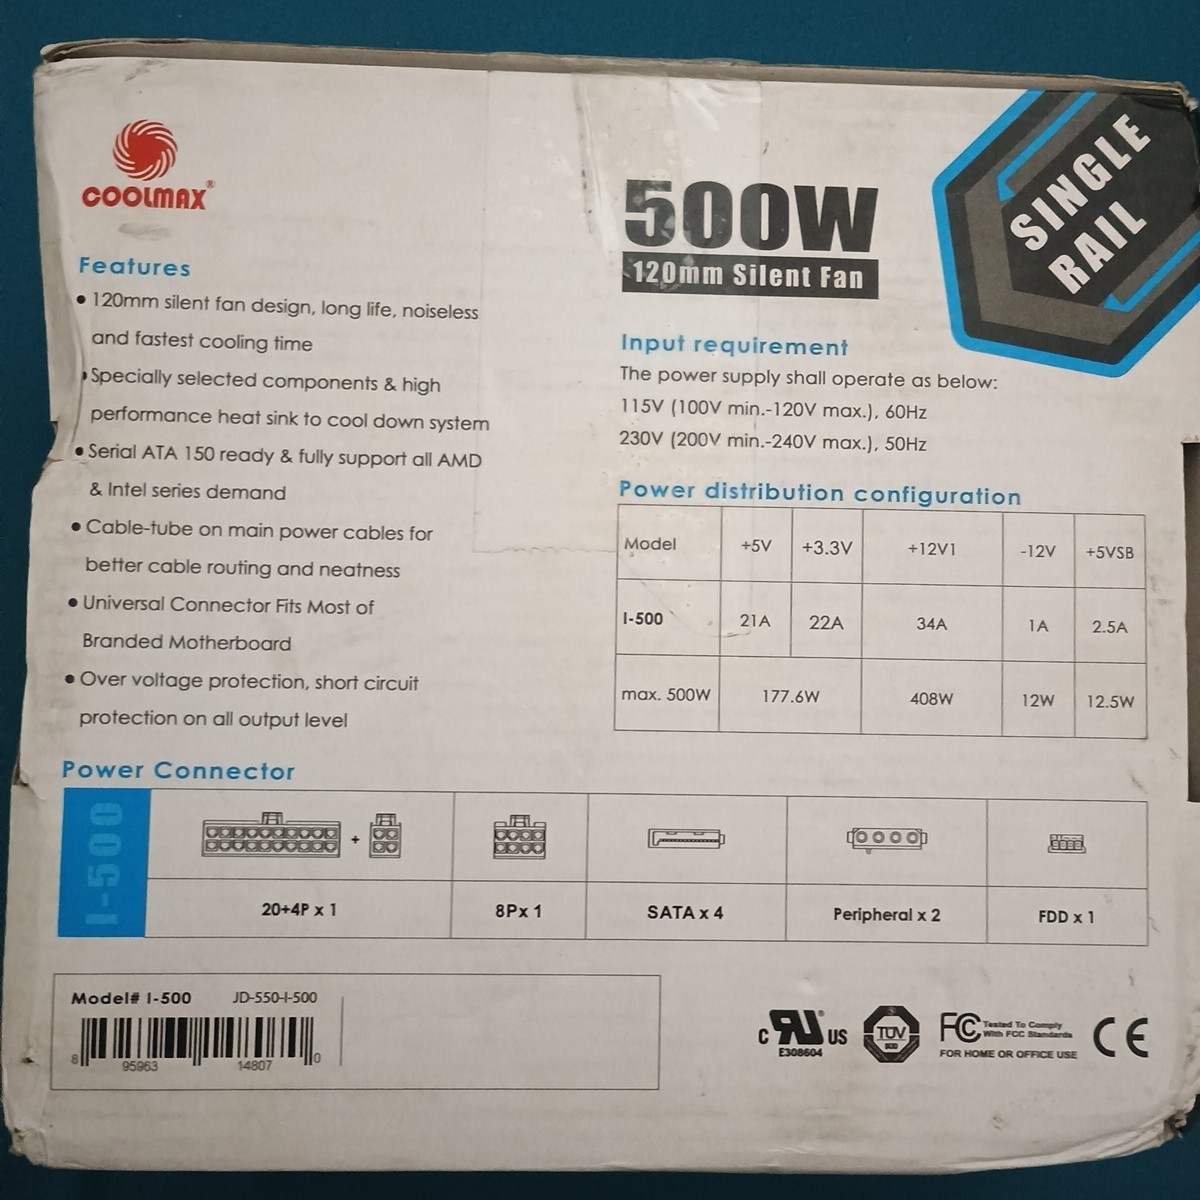 COOLMAX®
Features
• 120mm silent fan design, long life, noiseless
and fastest cooling time
• Specially selected components & high
performance heat sink to cool down system
• Serial ATA 150 ready & fully support all AMD
& Intel series demand
• Cable-tube on main power cables for
better cable routing and neatness
• Universal Connector Fits Most of
Branded Motherboard
• Over voltage protection, short circuit
protection on all output level
500W
120mm Silent Fan
SINGLE
RAIL
Input requirement
The power supply shall operate as below:
115V (100V min.-120V max.), 60Hz
230V (200V min.-240V max.), 50Hz
Power distribution configuration
Model +5V +3.3V +12V1 -12V +5VSB
I-500 21A 22A 34A 1A 2.5A
max. 500W 177.6W 408W 12W 12.5W
Power Connector
I-500
+
20+4P x 1 8Px 1 SATA x 4 Peripheral x 2 FDD x 1
Model# I-500 JD-550-I-500
8 95963 14807 0
c RU® US
E308604
TÜV
FC Tested To Comply
With FCC Standards
FOR HOME OR OFFICE USE
CE